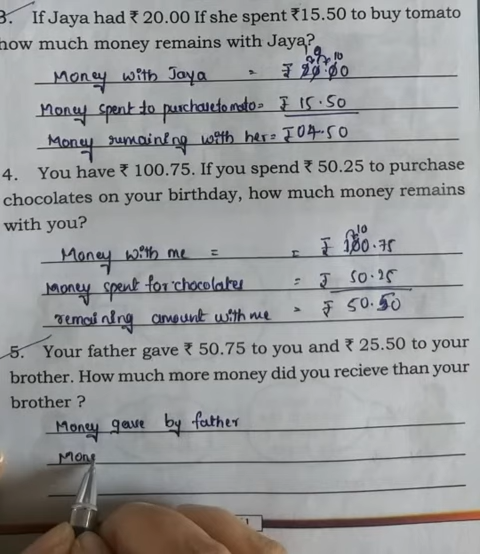 3. If Jaya had ₹ 20.00 If she spent ₹15.50 to buy tomato
how much money remains with Jaya?
Money with Jaya = ₹ 20.00
Money spent to purchase tomato = ₹ 15.50
Money remaining with her = ₹04.50
4. You have ₹ 100.75. If you spend ₹ 50.25 to purchase
chocolates on your birthday, how much money remains
with you?
Money with me = = ₹ 100.75
Money spent for chocolates = ₹ 50.25
remaining amount with me = ₹ 50.50
5. Your father gave ₹ 50.75 to you and ₹ 25.50 to your
brother. How much more money did you recieve than your
brother ?
Money gave by father
Mone